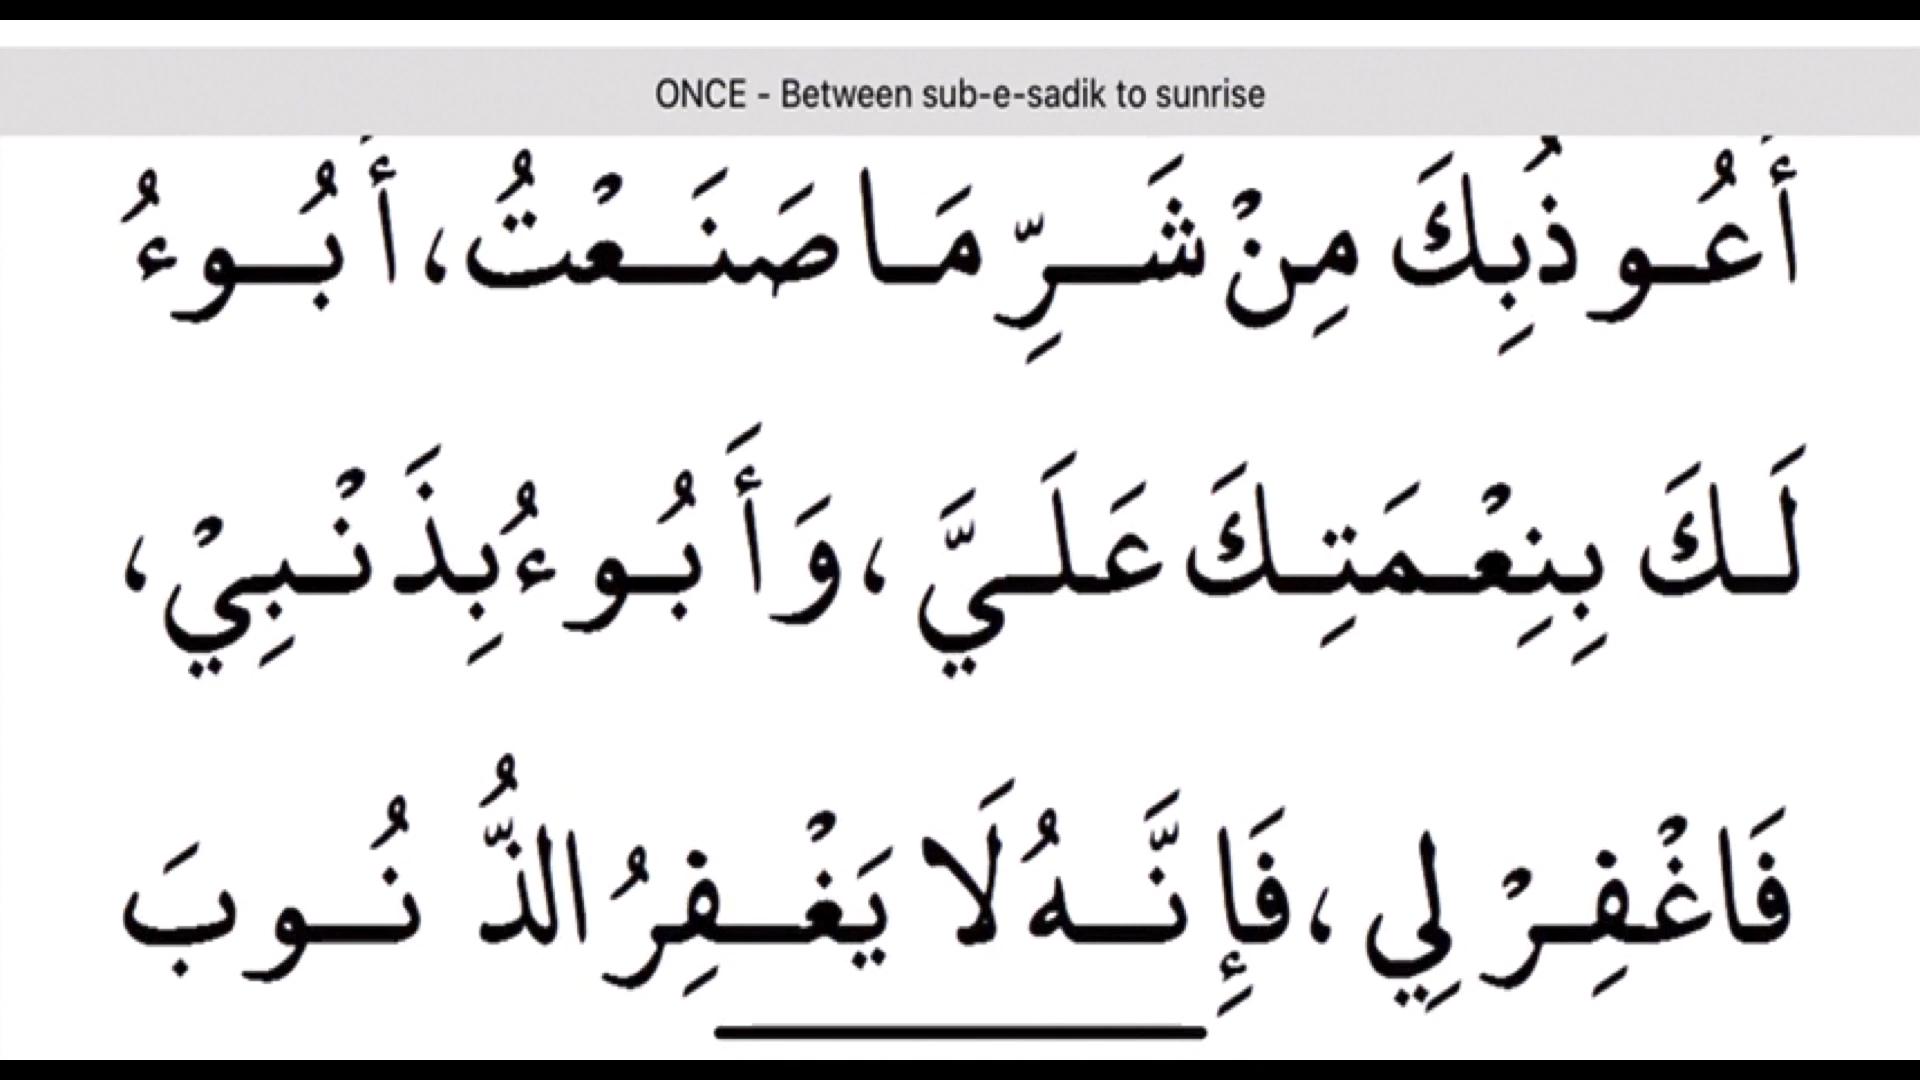 ONCE - Between sub-e-sadik to sunrise
أَعُوذُبِكَ مِنْ شَرِّ مَا صَنَعْتُ، أَبُوءُ
لَكَ بِنِعْمَتِكَ عَلَيَّ، وَأَبُوءُ بِذَنْبِيْ،
فَاغْفِرْ لِي، فَإِنَّهُ لَا يَغْفِرُ الذُّنُوبَ